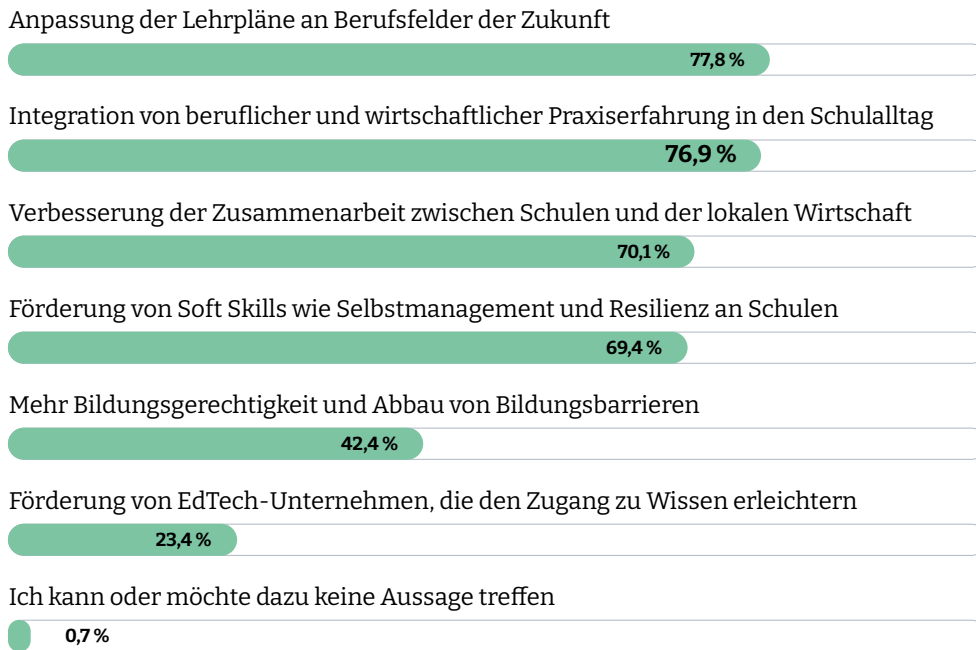 Anpassung der Lehrpläne an Berufsfelder der Zukunft
77,8 %
Integration von beruflicher und wirtschaftlicher Praxiserfahrung in den Schulalltag
76,9 %
Verbesserung der Zusammenarbeit zwischen Schulen und der lokalen Wirtschaft
70,1 %
Förderung von Soft Skills wie Selbstmanagement und Resilienz an Schulen
69,4 %
Mehr Bildungsgerechtigkeit und Abbau von Bildungsbarrieren
42,4 %
Förderung von EdTech-Unternehmen, die den Zugang zu Wissen erleichtern
23,4 %
Ich kann oder möchte dazu keine Aussage treffen
0,7 %